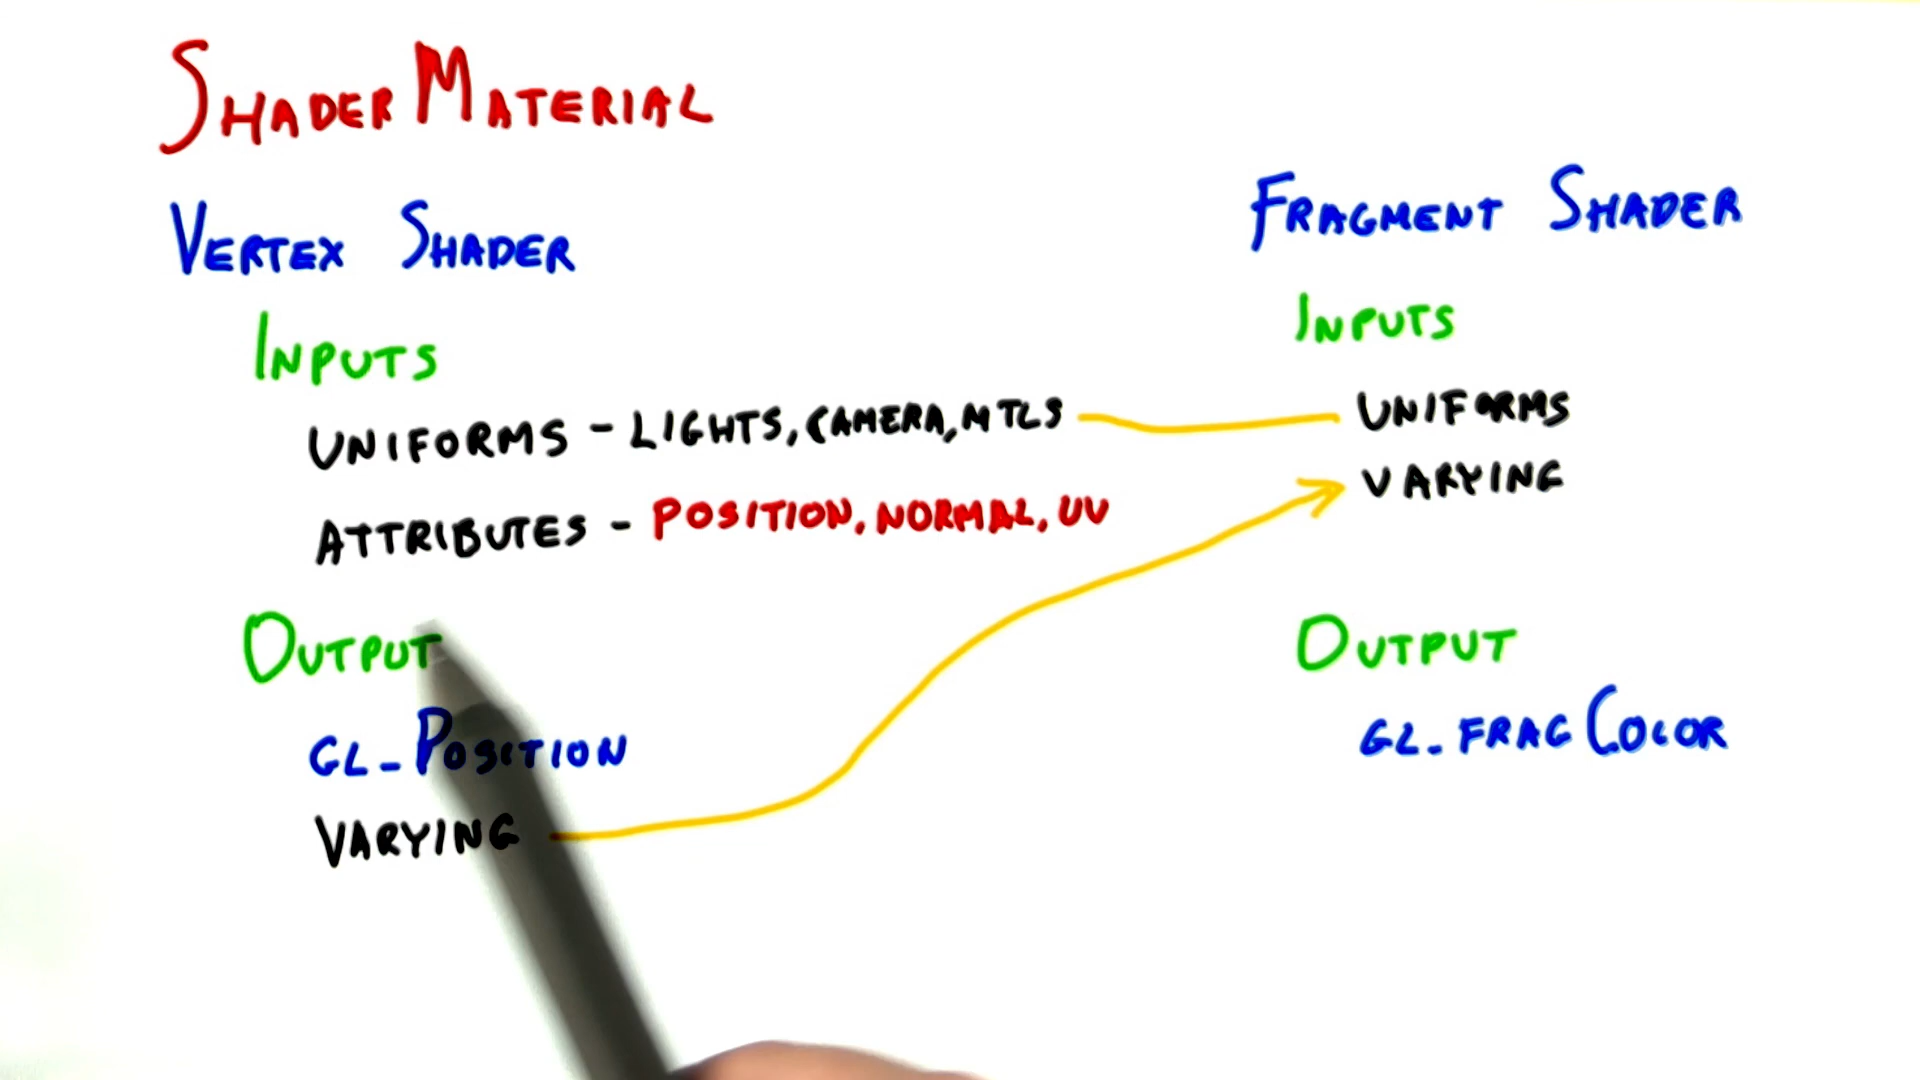 SHADER MATERIAL
VERTEX SHADER
INPUTS
UNIFORMS - LIGHTS, CAMERA, MTLS
ATTRIBUTES - POSITION, NORMAL, UV
OUTPUT
GL_POSITION
VARYING
FRAGMENT SHADER
INPUTS
UNIFORMS
VARYING
OUTPUT
GL_FRAGCOLOR